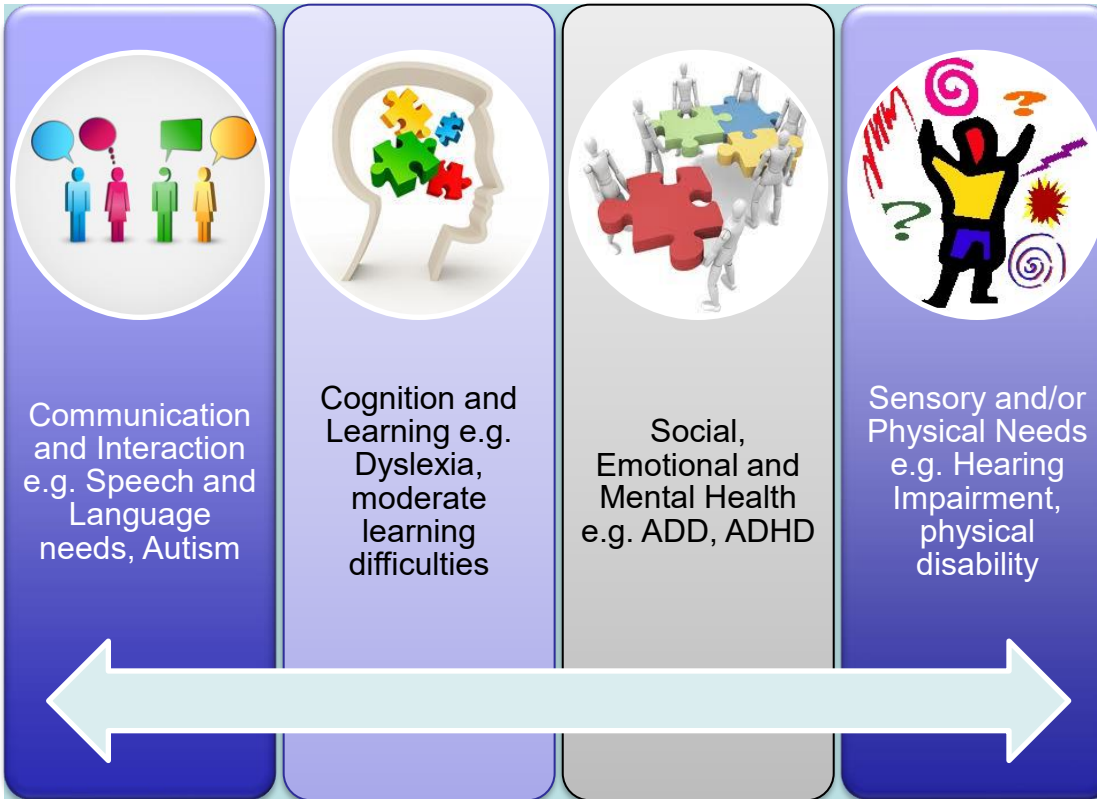 Communication
and Interaction
e.g. Speech and
Language
needs, Autism
Cognition and
Learning e.g.
Dyslexia,
moderate
learning
difficulties
Social,
Emotional and
Mental Health
e.g. ADD, ADHD
Sensory and/or
Physical Needs
e.g. Hearing
Impairment,
physical
disability